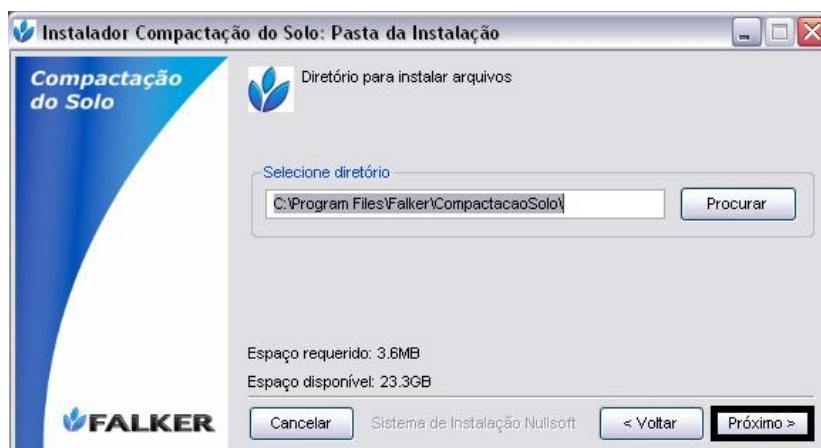 Instalador Compactação do Solo: Pasta da Instalação
Compactação
do Solo
Diretório para instalar arquivos
Selecione diretório
C:\Program Files\Falker\CompactacaoSolo\
Procurar
Espaço requerido: 3.6MB
Espaço disponível: 23.3GB
FALKER
Cancelar
Sistema de Instalação Nullsoft
< Voltar
Próximo >